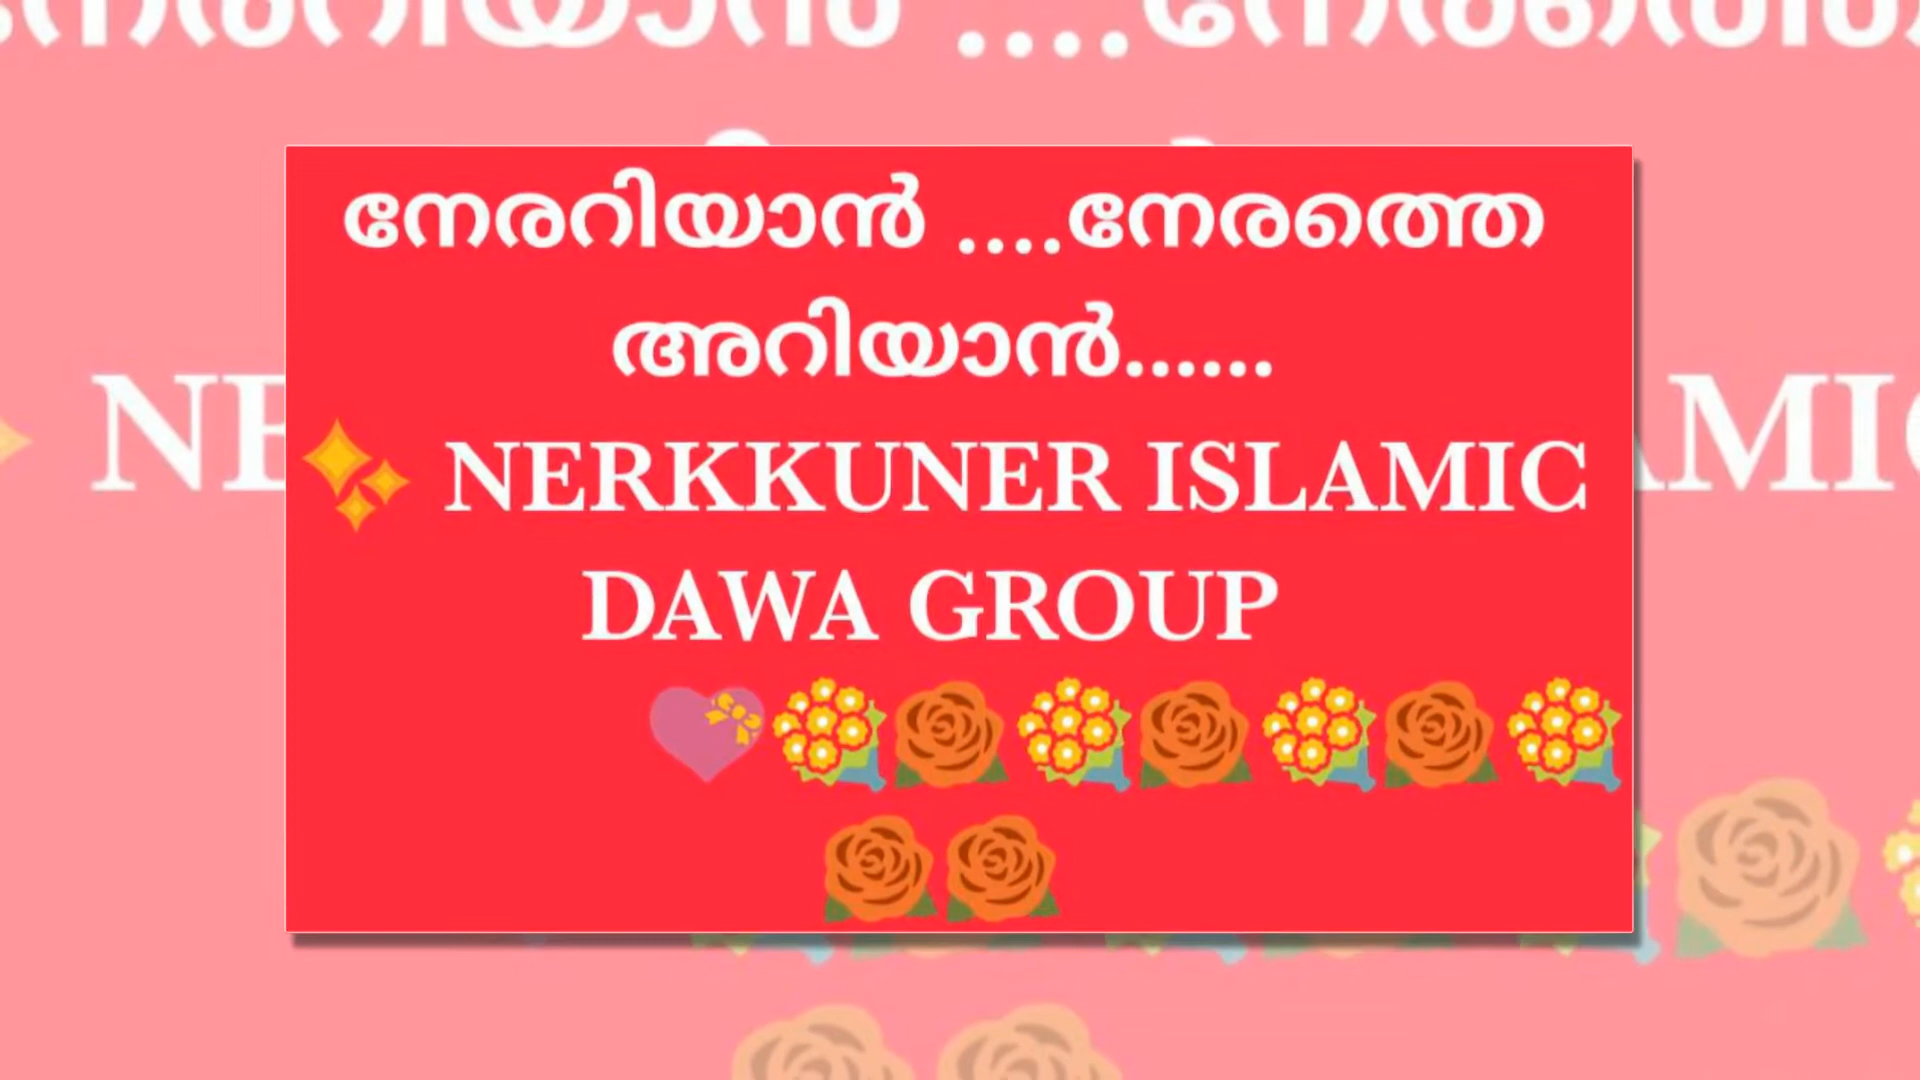 നേരറിയാൻ ....നേരത്തെ
അറിയാൻ......
✨ NERKKUNER ISLAMIC
DAWA GROUP
💝💐🌹💐🌹💐🌹💐
🌹🌹